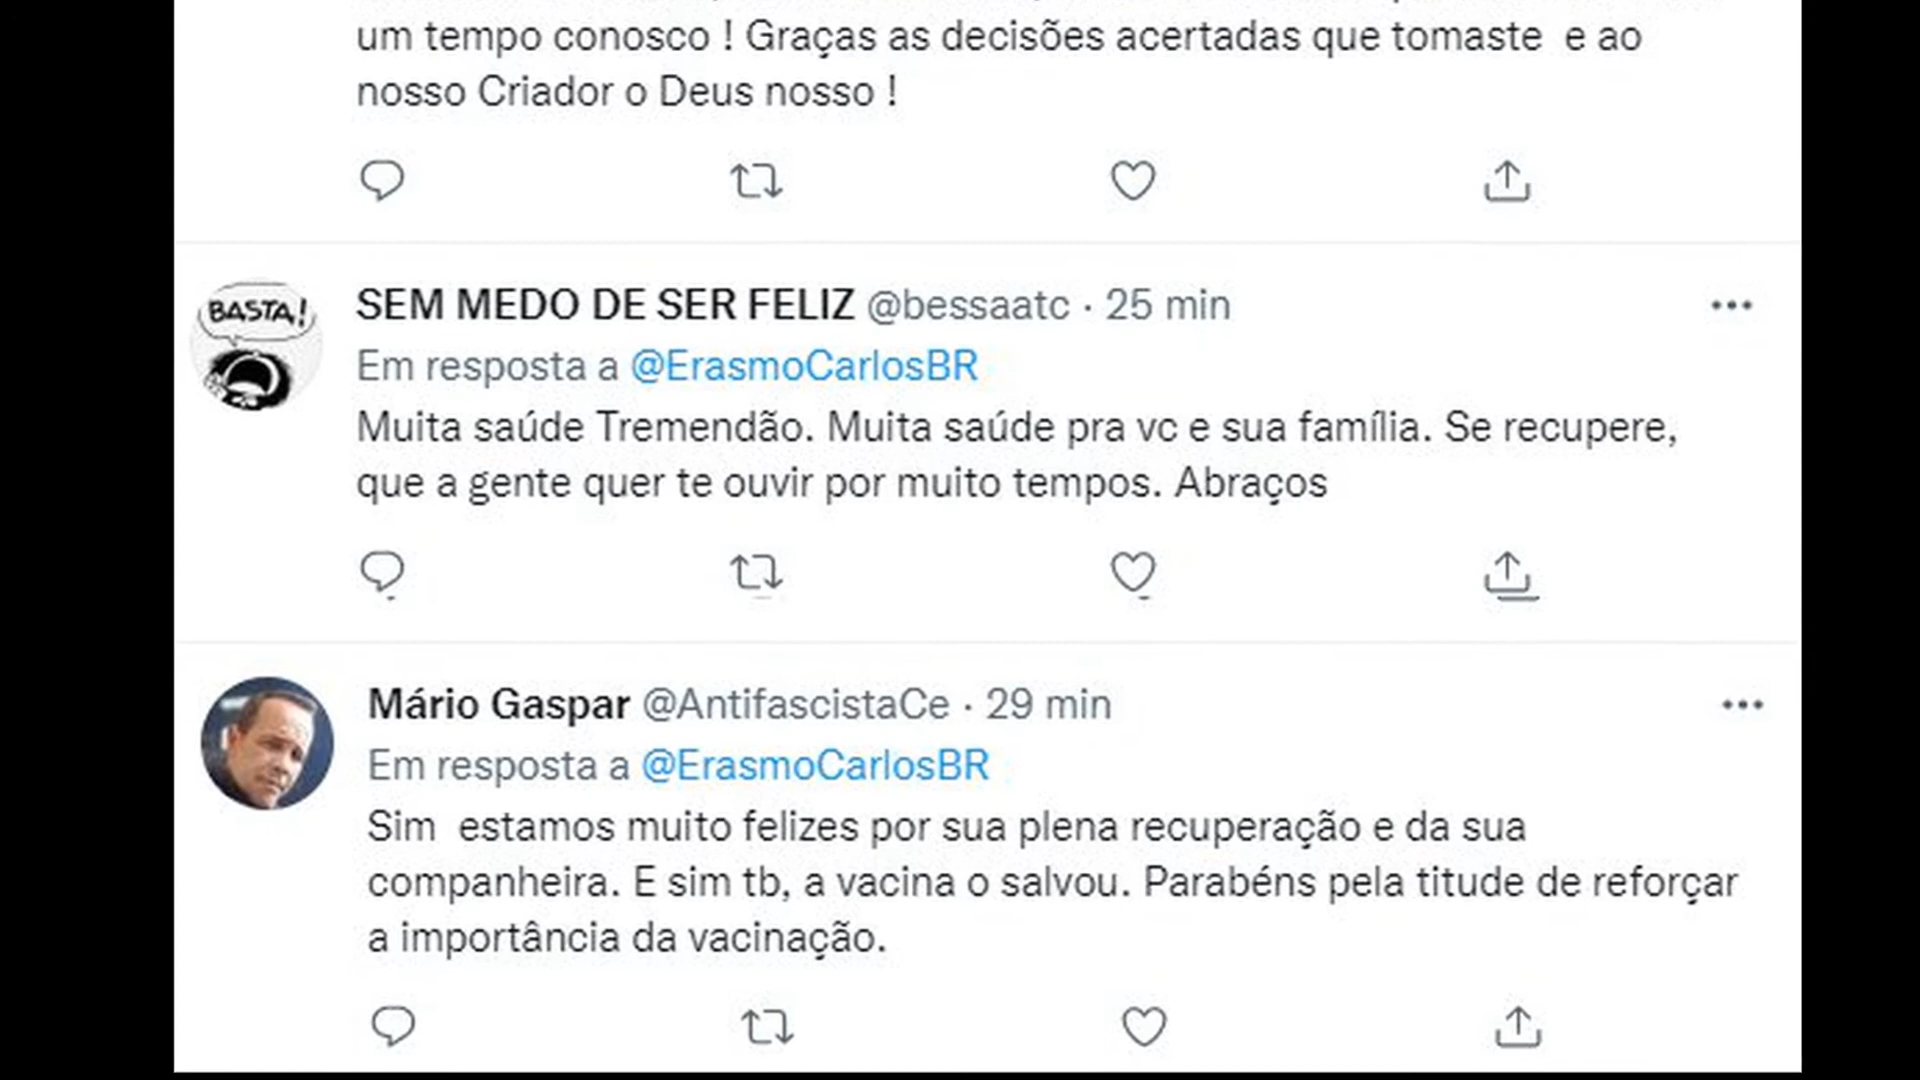 um tempo conosco ! Graças as decisões acertadas que tomaste  e ao
nosso Criador o Deus nosso !
BASTA!
SEM MEDO DE SER FELIZ @bessaatc · 25 min
Em resposta a @ErasmoCarlosBR
Muita saúde Tremendão. Muita saúde pra vc e sua família. Se recupere,
que a gente quer te ouvir por muito tempos. Abraços
Mário Gaspar @AntifascistaCe · 29 min
Em resposta a @ErasmoCarlosBR
Sim  estamos muito felizes por sua plena recuperação e da sua
companheira. E sim tb, a vacina o salvou. Parabéns pela titude de reforçar
a importância da vacinação.